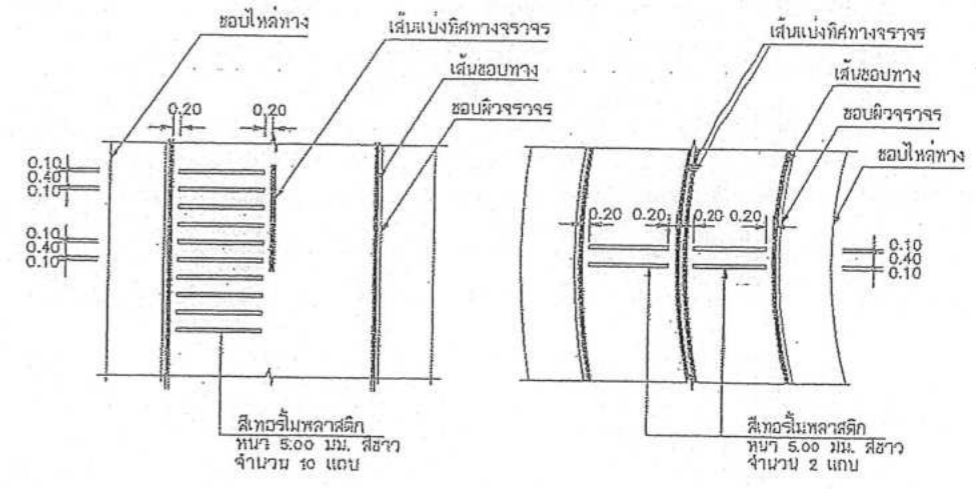 ขอบไหล่ทาง
เส้นแบ่งทิศทางจราจร
เส้นขอบทาง
ขอบผิวจราจร
0.20 0.20
0.10
0.40
0.10
0.10
0.40
0.10
สีเทอร์โมพลาสติก
หนา 5.00 มม. สีขาว
จำนวน 10 แถบ
เส้นแบ่งทิศทางจราจร
เส้นขอบทาง
ขอบผิวจราจร
ขอบไหล่ทาง
0.20 0.20 0.20 0.20
0.10
0.40
0.10
สีเทอร์โมพลาสติก
หนา 5.00 มม. สีขาว
จำนวน 2 แถบ